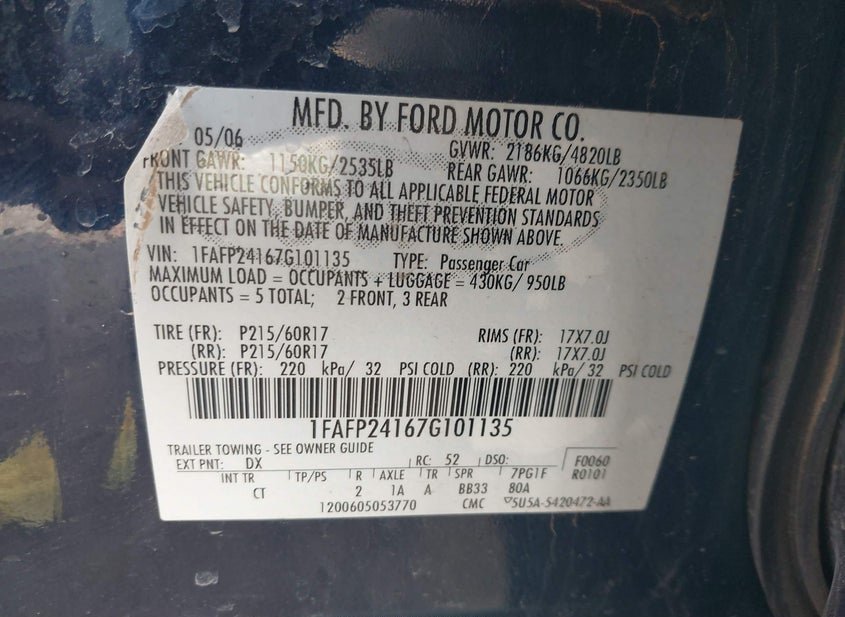 MFD. BY FORD MOTOR CO.
05/06 GVWR: 2186KG/4820LB
FRONT GAWR: 1150KG/2535LB REAR GAWR: 1066KG/2350LB
THIS VEHICLE CONFORMS TO ALL APPLICABLE FEDERAL MOTOR
VEHICLE SAFETY, BUMPER, AND THEFT PREVENTION STANDARDS
IN EFFECT ON THE DATE OF MANUFACTURE SHOWN ABOVE.
VIN: 1FAFP24167G101135 TYPE: Passenger Car
MAXIMUM LOAD = OCCUPANTS + LUGGAGE = 430KG/ 950LB
OCCUPANTS = 5 TOTAL; 2 FRONT, 3 REAR
TIRE (FR): P215/60R17 RIMS (FR): 17X7.0J
(RR): P215/60R17 (RR): 17X7.0J
PRESSURE (FR): 220 kPa/ 32 PSI COLD (RR): 220 kPa/ 32 PSI COLD
1FAFP24167G101135
TRAILER TOWING - SEE OWNER GUIDE
EXT PNT: DX RC: 52 DSO: F0060
INT TR TP/PS R AXLE TR SPR 7PG1F R0101
CT 2 1A A BB33 80A
1200605053770 CMC 5U5A-5420472-AA